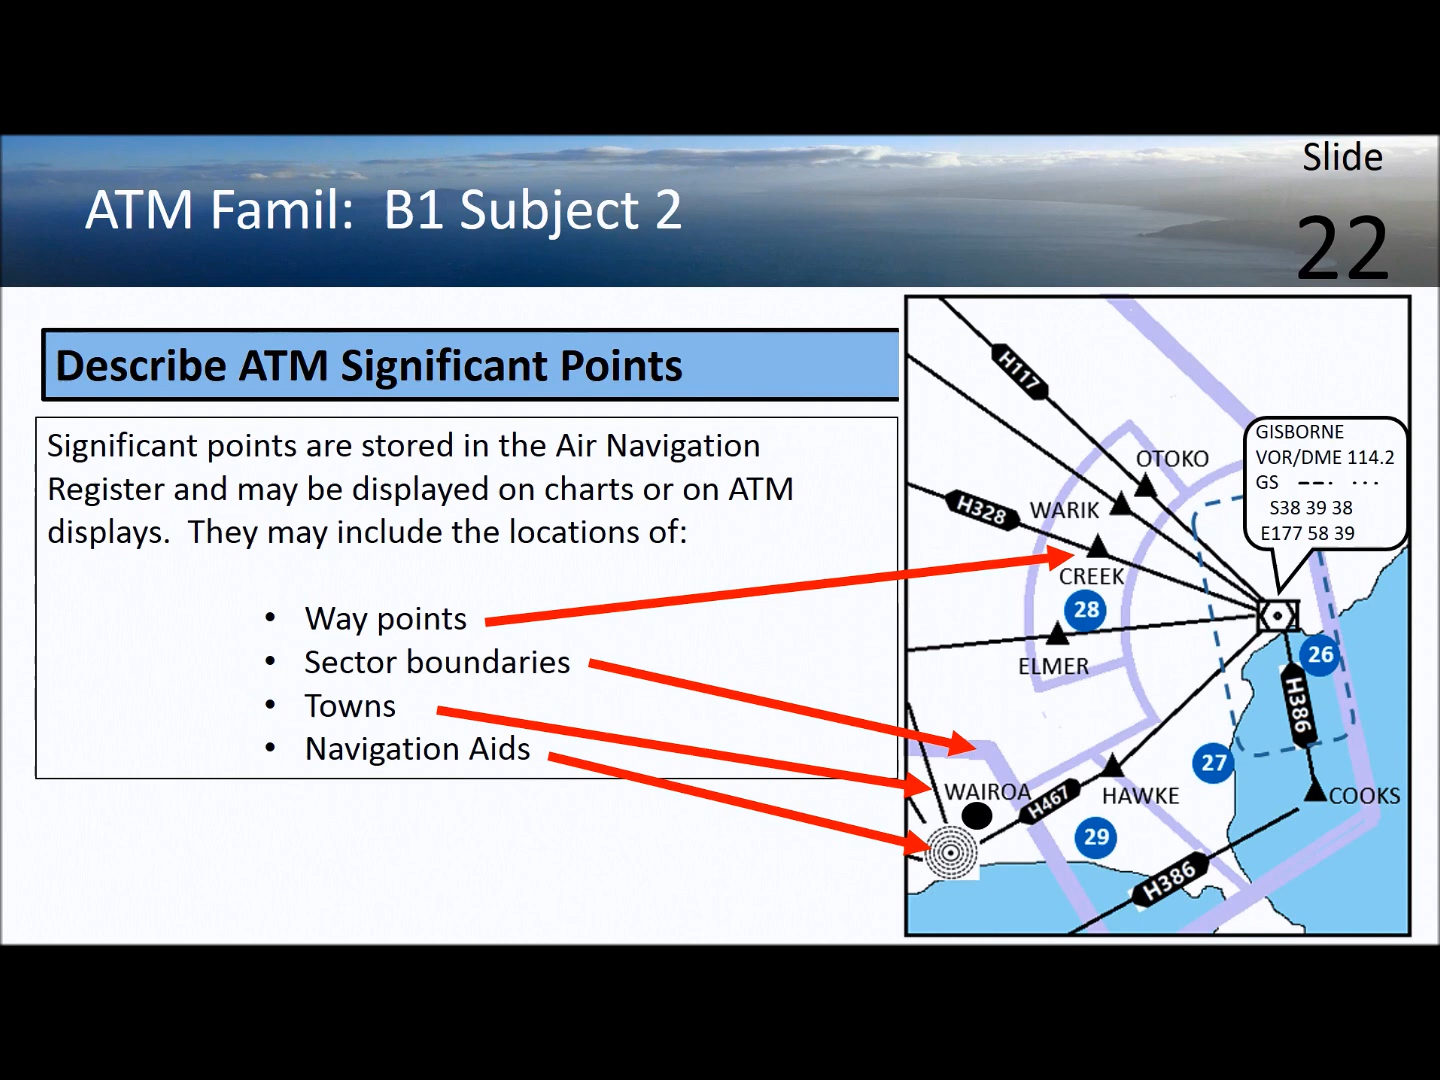 Slide
22
ATM Famil: B1 Subject 2
Describe ATM Significant Points
Significant points are stored in the Air Navigation
Register and may be displayed on charts or on ATM
displays. They may include the locations of:
• Way points
• Sector boundaries
• Towns
• Navigation Aids
H117
GISBORNE
VOR/DME 114.2
GS
S38 39 38
E177 58 39
OTOKO
H328
WARIK
CREEK
28
ELMER
26
H386
27
WAIROA
H467
HAWKE
COOKS
29
H386